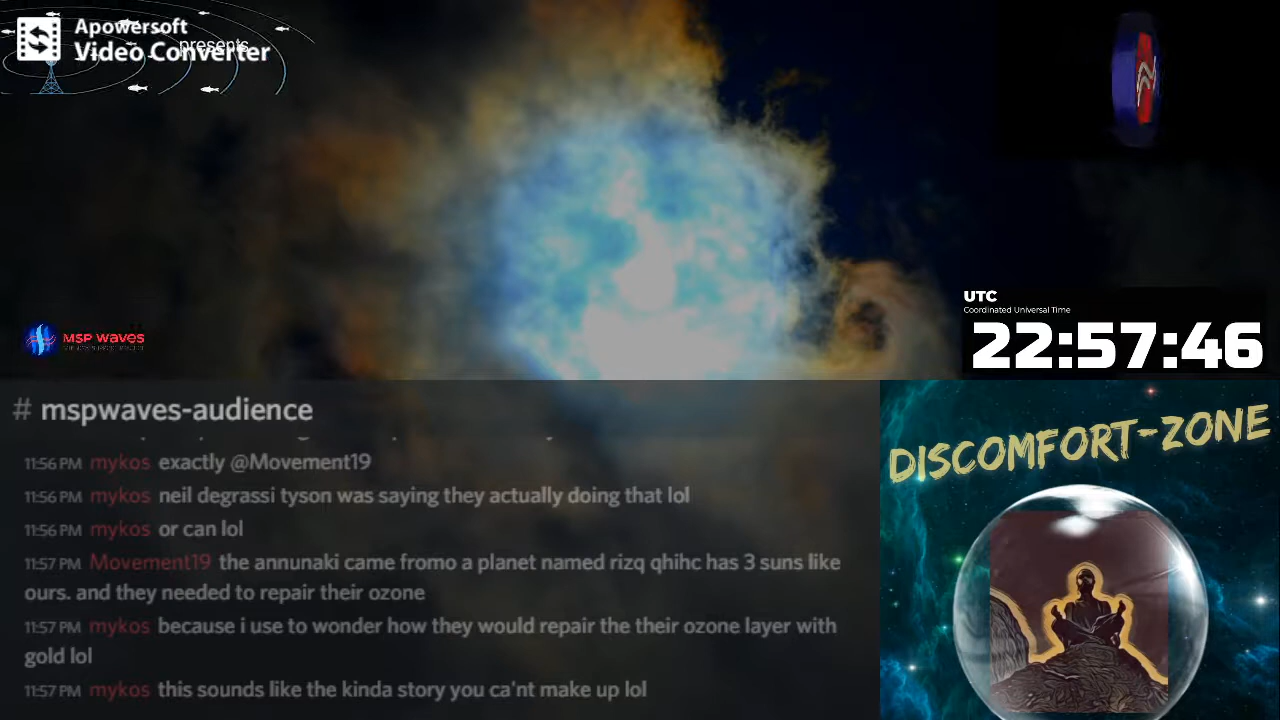 Apowersoft
Video Converter
presents
UTC
Coordinated Universal Time
22:57:46
MSP WAVES
# mspwaves-audience
DISCOMFORT-ZONE
11:56 PM mykos exactly @Movement19
11:56 PM mykos neil degrassi tyson was saying they actually doing that lol
11:56 PM mykos or can lol
11:57 PM Movement19 the annunaki came fromo a planet named rizq qhihc has 3 suns like
ours. and they needed to repair their ozone
11:57 PM mykos because i use to wonder how they would repair the their ozone layer with
gold lol
11:57 PM mykos this sounds like the kinda story you ca'nt make up lol